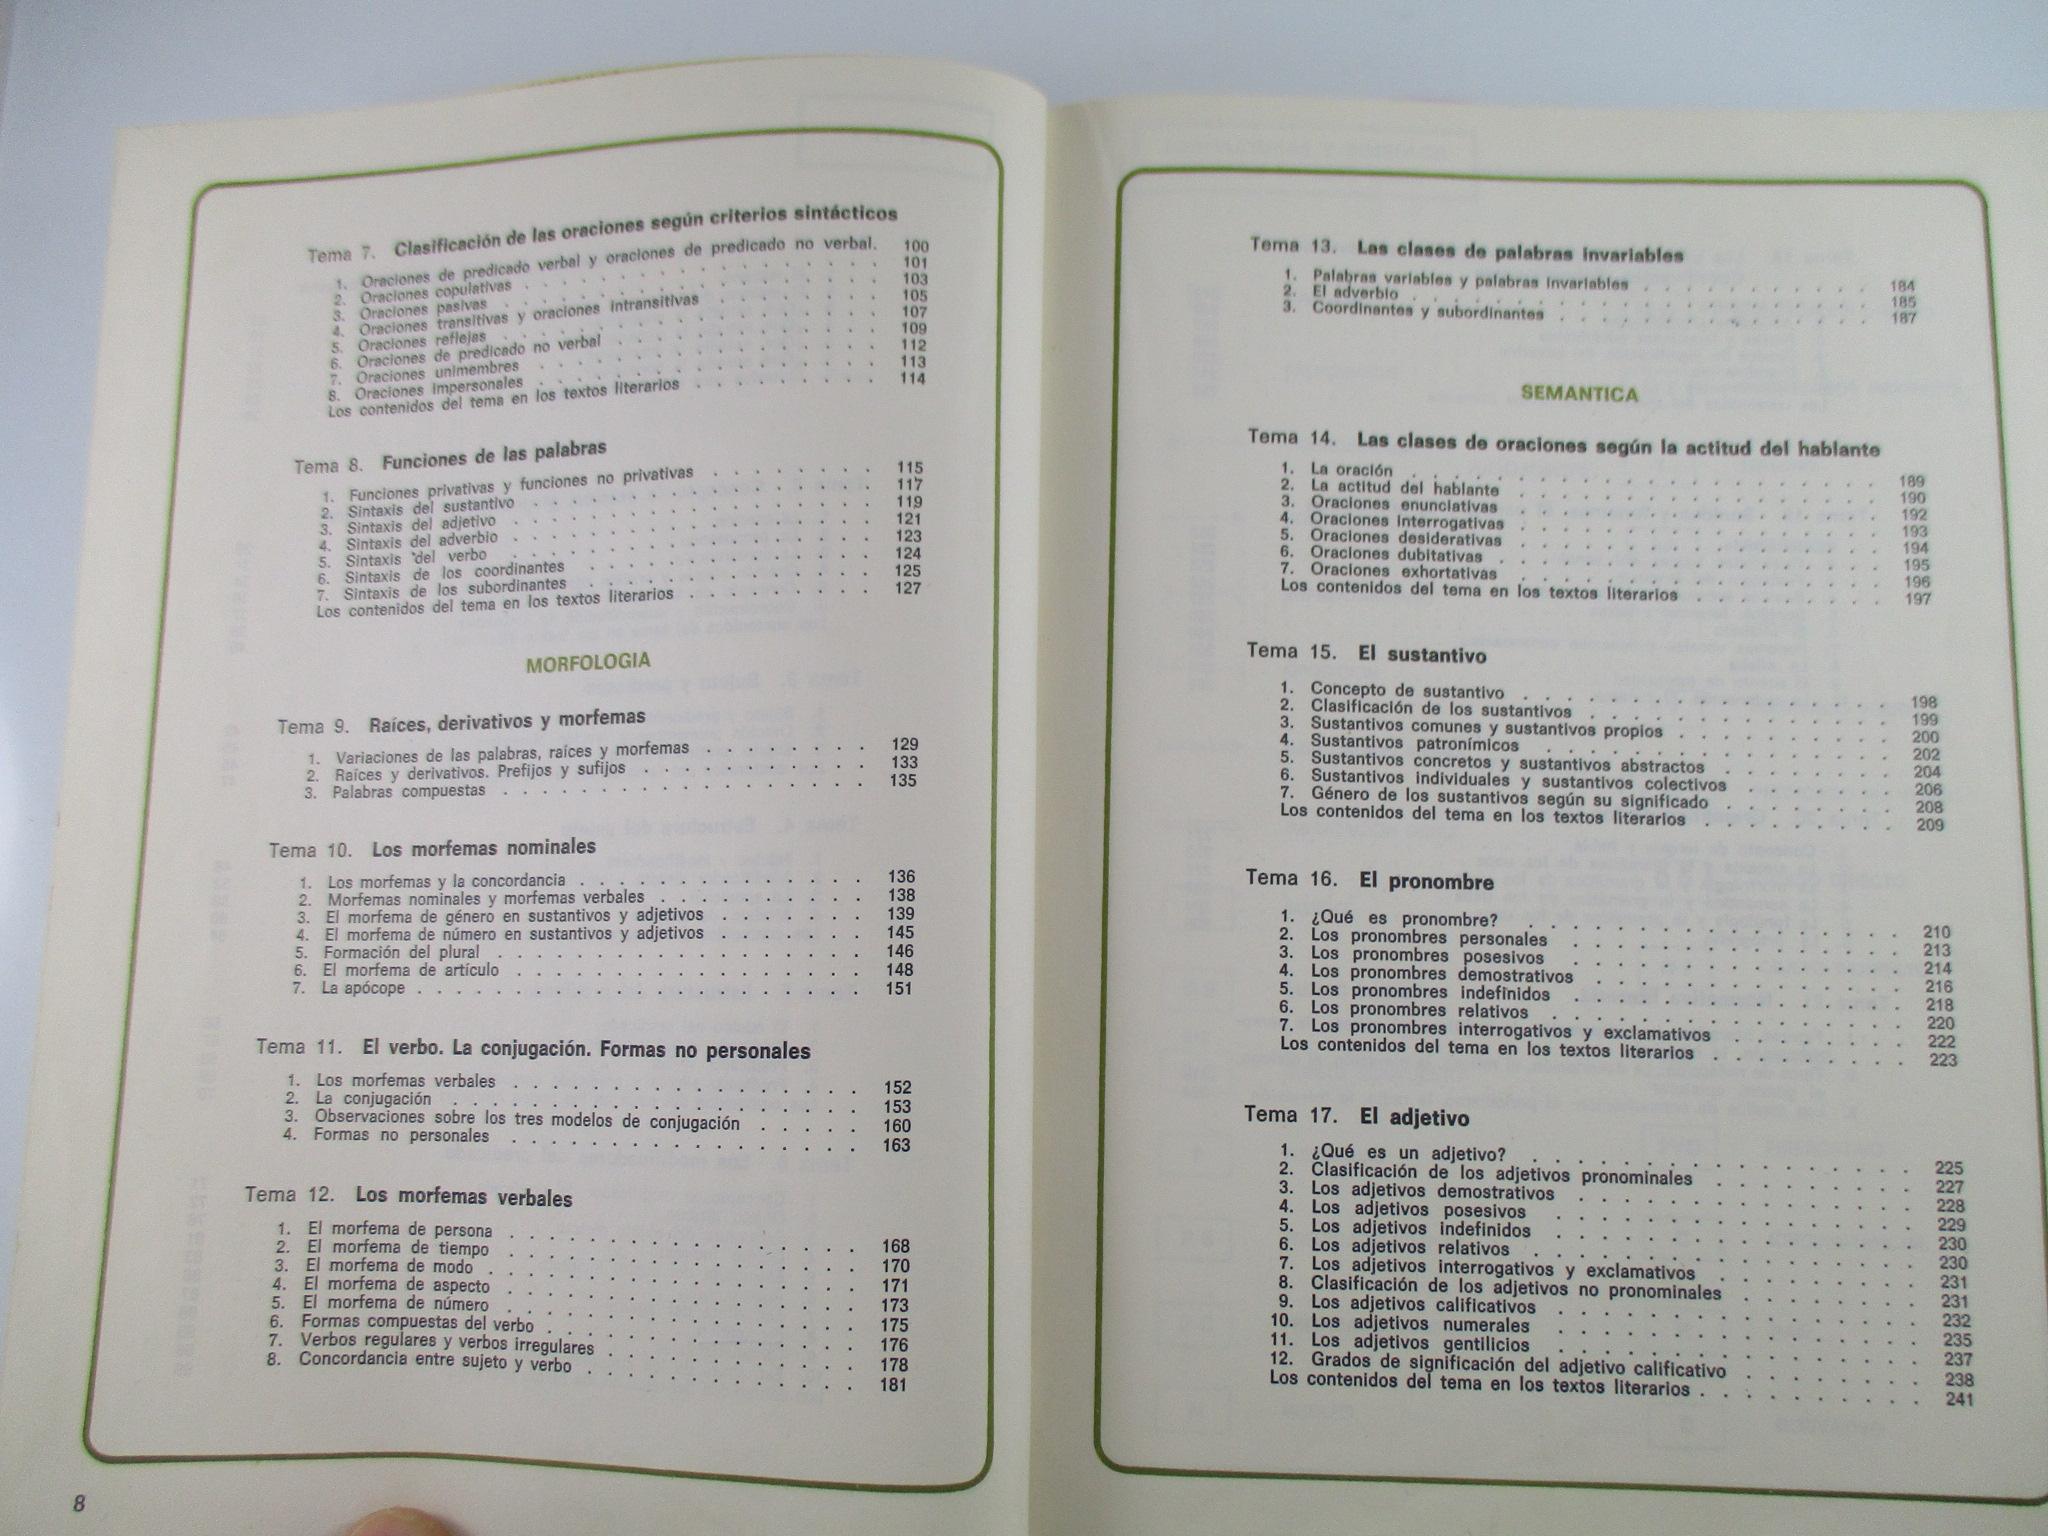 Tema 7. Clasificación de las oraciones según criterios sintácticos
1. Oraciones de predicado verbal y oraciones de predicado no verbal. 100
2. Oraciones copulativas . . . 101
3. Oraciones pasivas . . . 103
4. Oraciones transitivas y oraciones intransitivas . . . 105
5. Oraciones reflejas . . . 107
6. Oraciones de predicado no verbal . . . 109
7. Oraciones unimembres . . . 112
8. Oraciones impersonales . . . 113
Los contenidos del tema en los textos literarios . . . 114
Tema 8. Funciones de las palabras
1. Funciones privativas y funciones no privativas . . . 115
2. Sintaxis del sustantivo . . . 117
3. Sintaxis del adjetivo . . . 119
4. Sintaxis del adverbio . . . 121
5. Sintaxis del verbo . . . 123
6. Sintaxis de los coordinantes . . . 124
7. Sintaxis de los subordinantes . . . 125
Los contenidos del tema en los textos literarios . . . 127
MORFOLOGIA
Tema 9. Raíces, derivativos y morfemas
1. Variaciones de las palabras, raíces y morfemas . . . 129
2. Raíces y derivativos. Prefijos y sufijos . . . 133
3. Palabras compuestas . . . 135
Tema 10. Los morfemas nominales
1. Los morfemas y la concordancia . . . 136
2. Morfemas nominales y morfemas verbales . . . 138
3. El morfema de género en sustantivos y adjetivos . . . 139
4. El morfema de número en sustantivos y adjetivos . . . 145
5. Formación del plural . . . 146
6. El morfema de artículo . . . 148
7. La apócope . . . 151
Tema 11. El verbo. La conjugación. Formas no personales
1. Los morfemas verbales . . . 152
2. La conjugación . . . 153
3. Observaciones sobre los tres modelos de conjugación . . . 160
4. Formas no personales . . . 163
Tema 12. Los morfemas verbales
1. El morfema de persona . . . 168
2. El morfema de tiempo . . . 170
3. El morfema de modo . . . 171
4. El morfema de aspecto . . . 173
5. El morfema de número . . . 175
6. Formas compuestas del verbo . . . 176
7. Verbos regulares y verbos irregulares . . . 178
8. Concordancia entre sujeto y verbo . . . 181
8
Tema 13. Las clases de palabras invariables
1. Palabras variables y palabras invariables . . . 184
2. El adverbio . . . 185
3. Coordinantes y subordinantes . . . 187
SEMANTICA
Tema 14. Las clases de oraciones según la actitud del hablante
1. La oración . . . 189
2. La actitud del hablante . . . 190
3. Oraciones enunciativas . . . 192
4. Oraciones interrogativas . . . 193
5. Oraciones desiderativas . . . 194
6. Oraciones dubitativas . . . 195
7. Oraciones exhortativas . . . 196
Los contenidos del tema en los textos literarios . . . 197
Tema 15. El sustantivo
1. Concepto de sustantivo . . . 198
2. Clasificación de los sustantivos . . . 199
3. Sustantivos comunes y sustantivos propios . . . 200
4. Sustantivos patronímicos . . . 202
5. Sustantivos concretos y sustantivos abstractos . . . 204
6. Sustantivos individuales y sustantivos colectivos . . . 206
7. Género de los sustantivos según su significado . . . 208
Los contenidos del tema en los textos literarios . . . 209
Tema 16. El pronombre
1. ¿Qué es pronombre? . . . 210
2. Los pronombres personales . . . 213
3. Los pronombres posesivos . . . 214
4. Los pronombres demostrativos . . . 216
5. Los pronombres indefinidos . . . 218
6. Los pronombres relativos . . . 220
7. Los pronombres interrogativos y exclamativos . . . 222
Los contenidos del tema en los textos literarios . . . 223
Tema 17. El adjetivo
1. ¿Qué es un adjetivo? . . . 225
2. Clasificación de los adjetivos pronominales . . . 227
3. Los adjetivos demostrativos . . . 228
4. Los adjetivos posesivos . . . 229
5. Los adjetivos indefinidos . . . 230
6. Los adjetivos relativos . . . 230
7. Los adjetivos interrogativos y exclamativos . . . 231
8. Clasificación de los adjetivos no pronominales . . . 231
9. Los adjetivos calificativos . . . 232
10. Los adjetivos numerales . . . 235
11. Los adjetivos gentilicios . . . 237
12. Grados de significación del adjetivo calificativo . . . 238
Los contenidos del tema en los textos literarios . . . 241